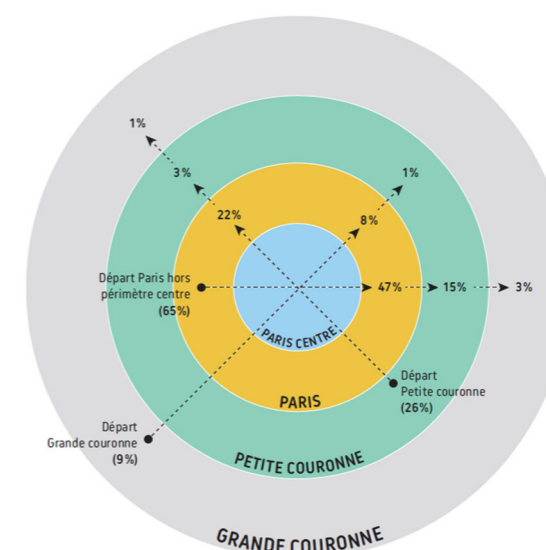 1%
3%
1%
22%
8%
Départ Paris hors
périmètre centre
(65%)
47%
15%
3%
PARIS CENTRE
Départ
Petite couronne
(26%)
PARIS
Départ
Grande couronne
(9%)
PETITE COURONNE
GRANDE COURONNE